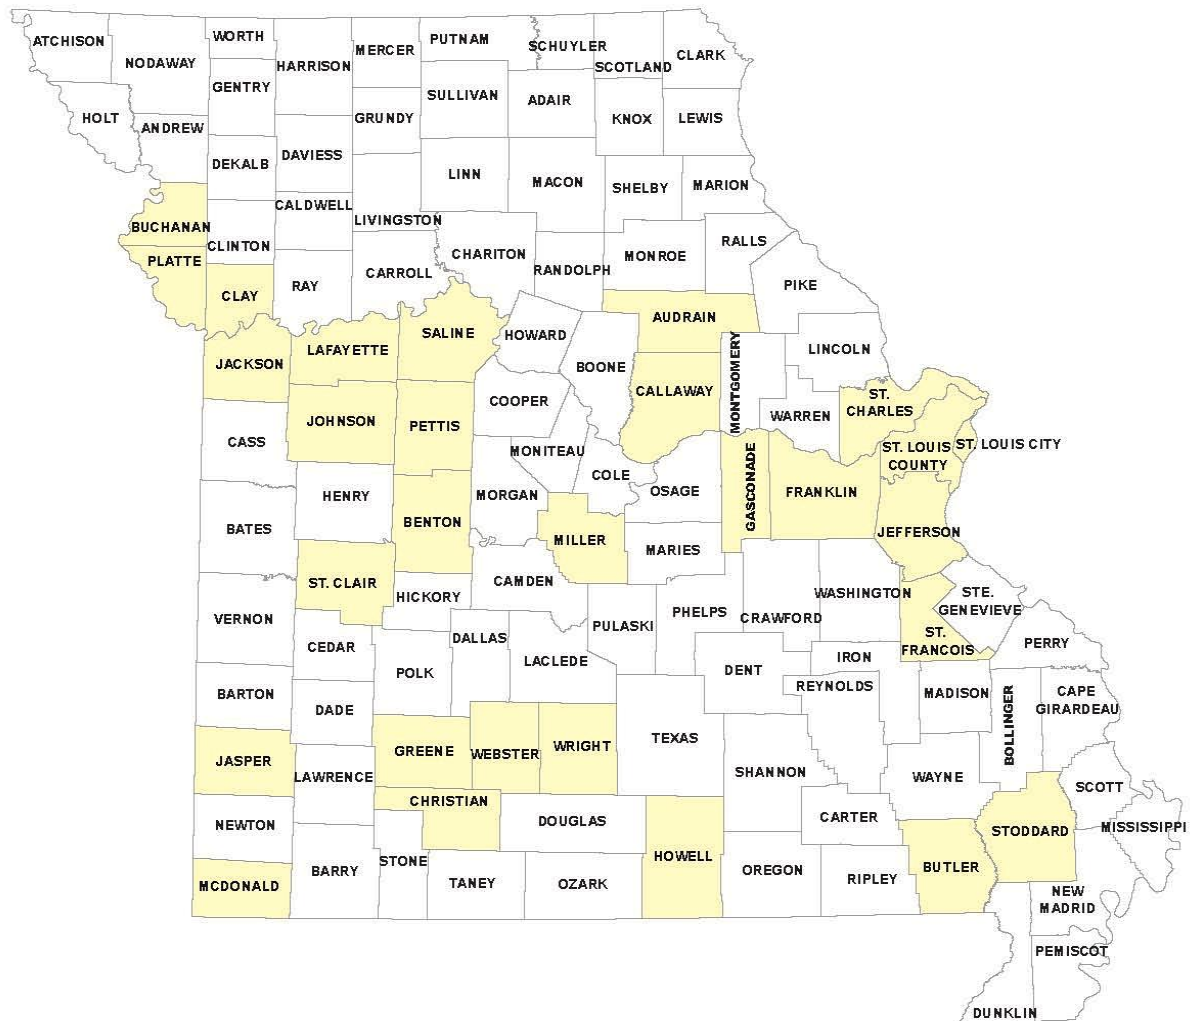 ATCHISON
NODAWAY
WORTH
HARRISON
MERCER
PUTNAM
SCHUYLER
SCOTLAND
CLARK
HOLT
ANDREW
GENTRY
GRUNDY
SULLIVAN
ADAIR
KNOX
LEWIS
DEKALB
DAVIESS
LINN
MACON
SHELBY
MARION
BUCHANAN
CLINTON
CALDWELL
LIVINGSTON
CHARITON
RANDOLPH
MONROE
RALLS
PLATTE
CLAY
RAY
CARROLL
PIKE
JACKSON
LAFAYETTE
SALINE
HOWARD
BOONE
AUDRAIN
MONTGOMERY
LINCOLN
CALLAWAY
WARREN
ST.
CHARLES
CASS
JOHNSON
PETTIS
COOPER
MONITEAU
COLE
OSAGE
GASCONADE
FRANKLIN
ST. LOUIS
COUNTY
ST. LOUIS CITY
BATES
HENRY
BENTON
MORGAN
MILLER
MARIES
JEFFERSON
VERNON
ST. CLAIR
HICKORY
CAMDEN
PULASKI
PHELPS
CRAWFORD
WASHINGTON
STE.
GENEVIEVE
ST.
FRANCOIS
PERRY
CEDAR
POLK
DALLAS
LACLEDE
DENT
IRON
REYNOLDS
MADISON
BOLLINGER
CAPE
GIRARDEAU
BARTON
DADE
JASPER
LAWRENCE
GREENE
WEBSTER
WRIGHT
TEXAS
SHANNON
WAYNE
SCOTT
NEWTON
CHRISTIAN
DOUGLAS
CARTER
STODDARD
MISSISSIPPI
MCDONALD
BARRY
STONE
TANEY
OZARK
HOWELL
OREGON
RIPLEY
BUTLER
NEW
MADRID
PEMISCOT
DUNKLIN